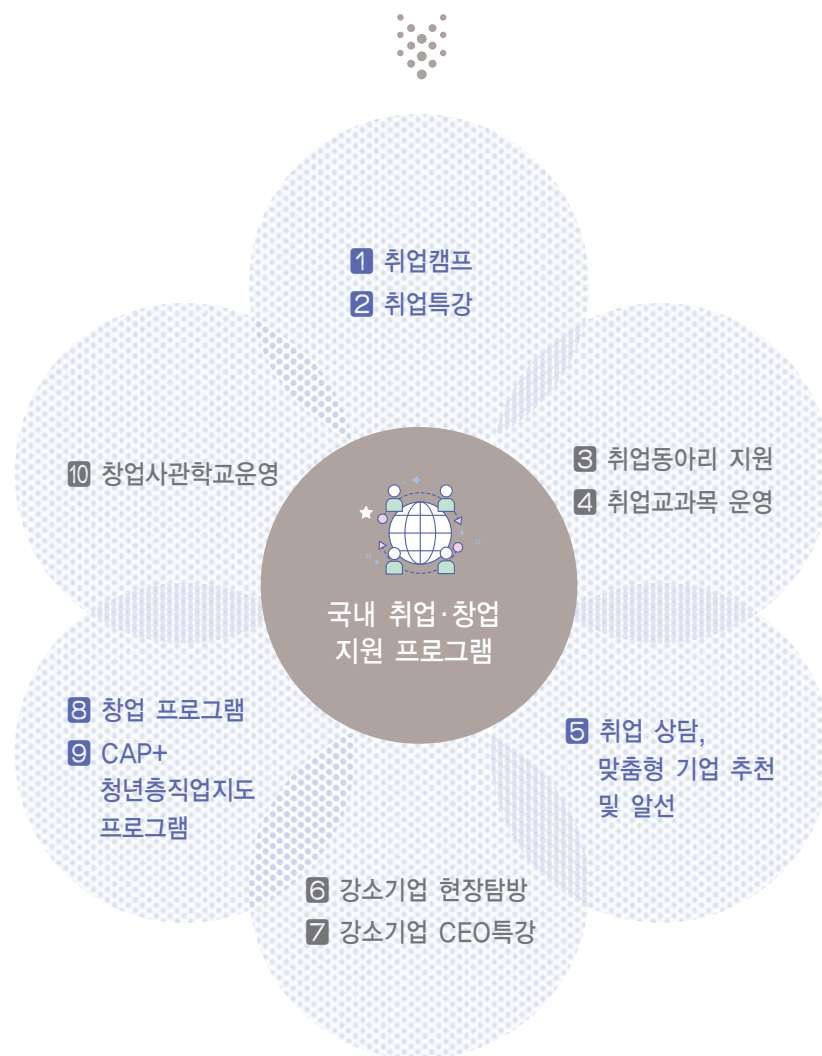 1 취업캠프
2 취업특강
3 취업동아리 지원
4 취업교과목 운영
5 취업 상담,
맞춤형 기업 추천
및 알선
6 강소기업 현장탐방
7 강소기업 CEO특강
8 창업 프로그램
9 CAP+
청년층직업지도
프로그램
10 창업사관학교운영
국내 취업·창업
지원 프로그램